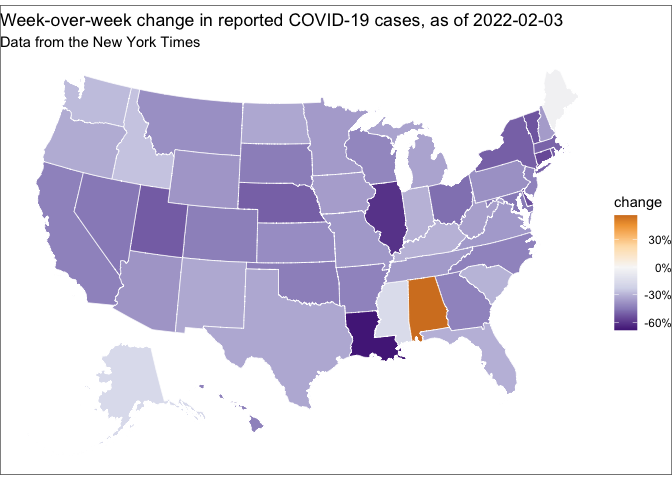 Week-over-week change in reported COVID-19 cases, as of 2022-02-03
Data from the New York Times
change
30%
0%
-30%
-60%